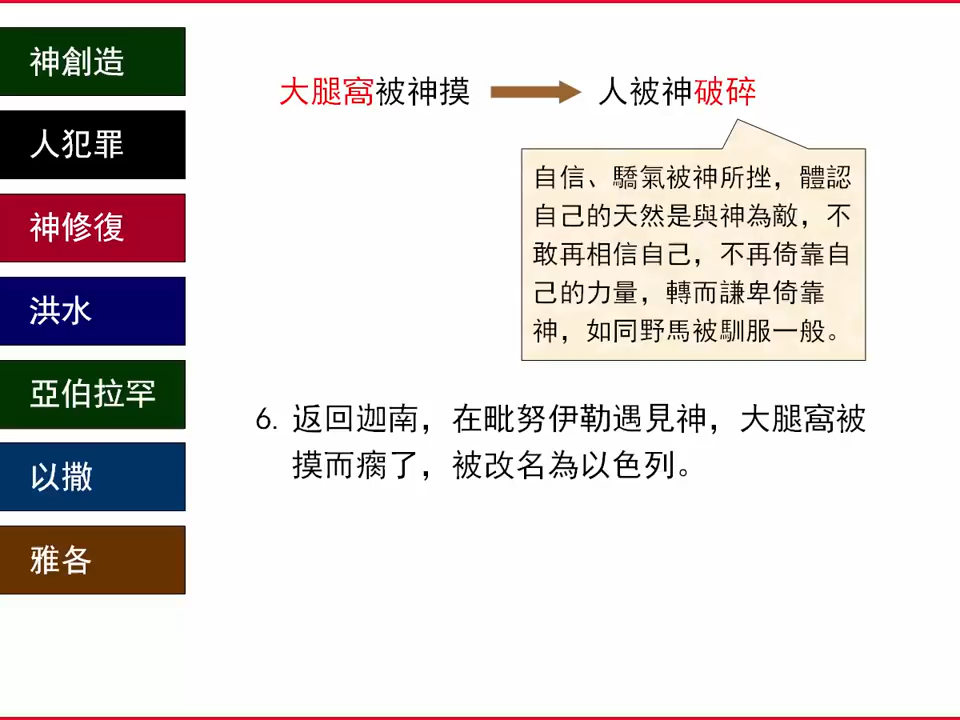 神創造
人犯罪
神修復
洪水
亞伯拉罕
以撒
雅各
大腿窩被神摸
人被神破碎
自信、驕氣被神所挫，體認
自己的天然是與神為敵，不
敢再相信自己，不再倚靠自
己的力量，轉而謙卑倚靠
神，如同野馬被馴服一般。
6. 返回迦南，在毗努伊勒遇見神，大腿窩被
摸而瘸了，被改名為以色列。